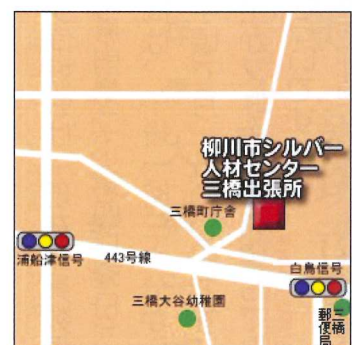 柳川市シルバー
人材センター
三橋出張所
三橋町庁舎
浦船津信号
443号線
白鳥信号
三橋大谷幼稚園
三橋
郵便局